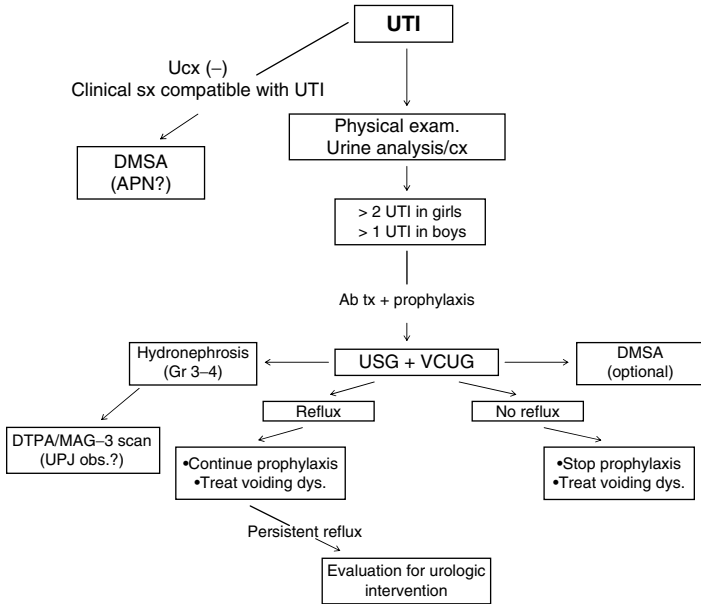 UTI
Ucx (–)
Clinical sx compatible with UTI
Physical exam.
Urine analysis/cx
DMSA
(APN?)
> 2 UTI in girls
> 1 UTI in boys
Ab tx + prophylaxis
Hydronephrosis
(Gr 3–4)
USG + VCUG
DMSA
(optional)
Reflux
No reflux
DTPA/MAG–3 scan
(UPJ obs.?)
•Continue prophylaxis
•Treat voiding dys.
•Stop prophylaxis
•Treat voiding dys.
Persistent reflux
Evaluation for urologic
intervention